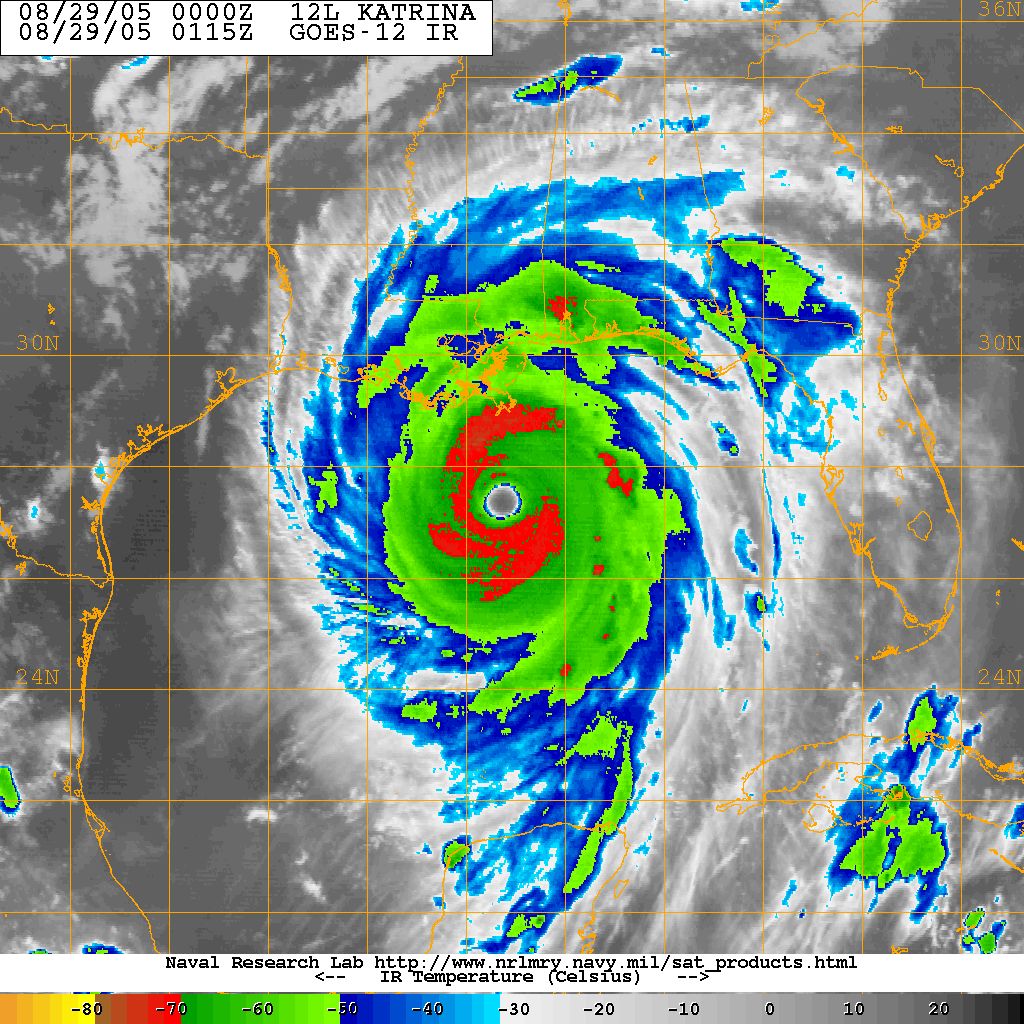 08/29/05 0000Z 12L KATRINA
08/29/05 0115Z GOES-12 IR
36N
30N 30N
24N 24N
Naval Research Lab http://www.nrlmry.navy.mil/sat_products.html
<-- IR Temperature (Celsius) -->
-80 -70 -60 -50 -40 -30 -20 -10 0 10 20